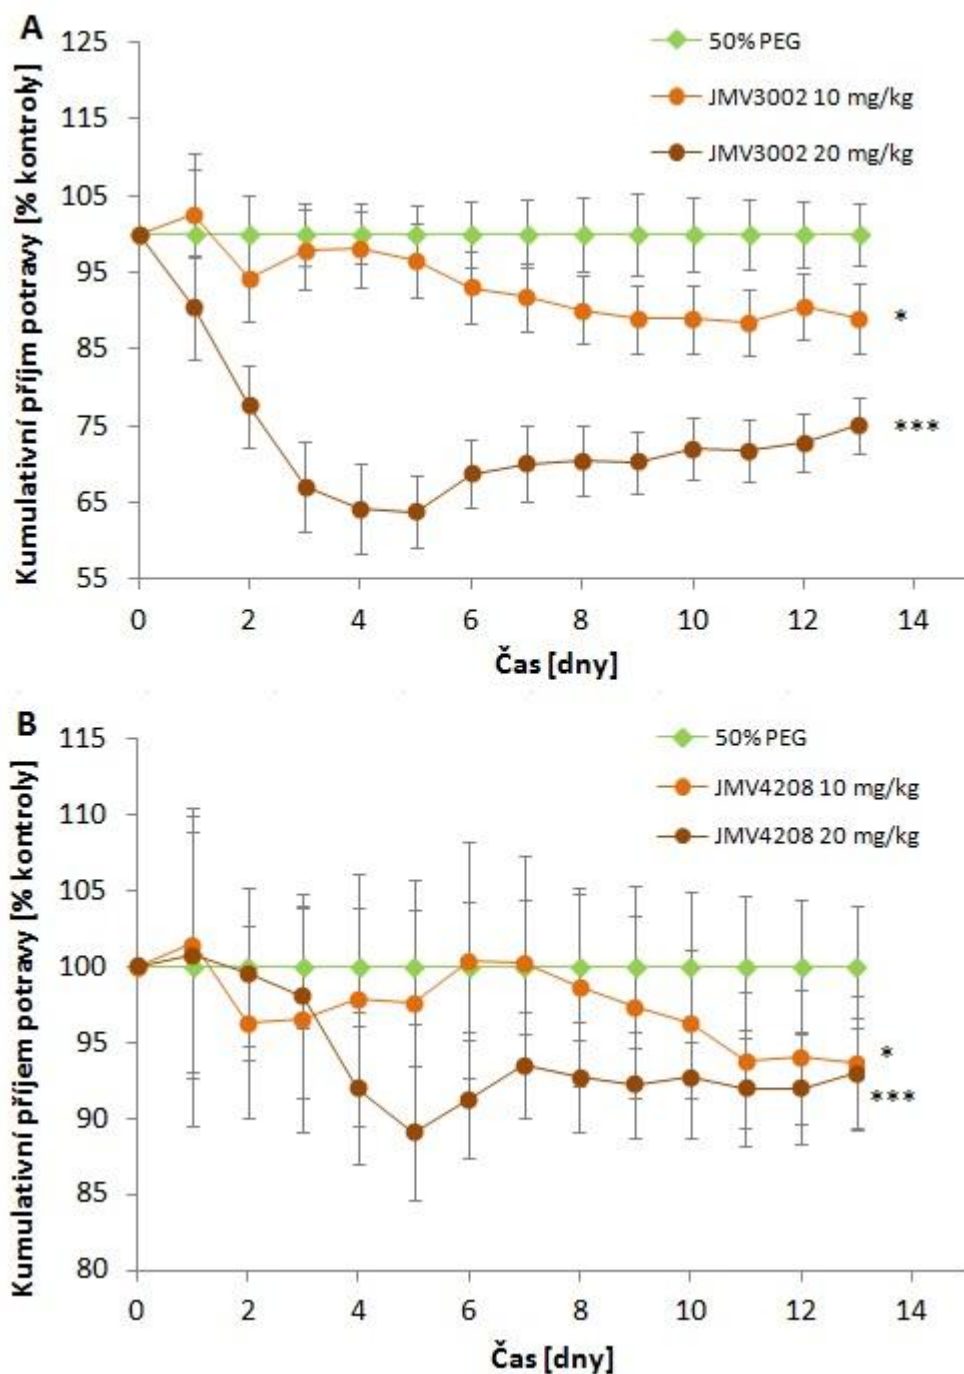 A
Kumulativní příjm potravy [% kontroly]
125
115
105
95
85
75
65
55
50% PEG
JMV3002 10 mg/kg
JMV3002 20 mg/kg
*
***
0 2 4 6 8 10 12 14
Čas [dny]
B
Kumulativní příjem potravy [% kontroly]
115
110
105
100
95
90
85
80
50% PEG
JMV4208 10 mg/kg
JMV4208 20 mg/kg
*
***
0 2 4 6 8 10 12 14
Čas [dny]